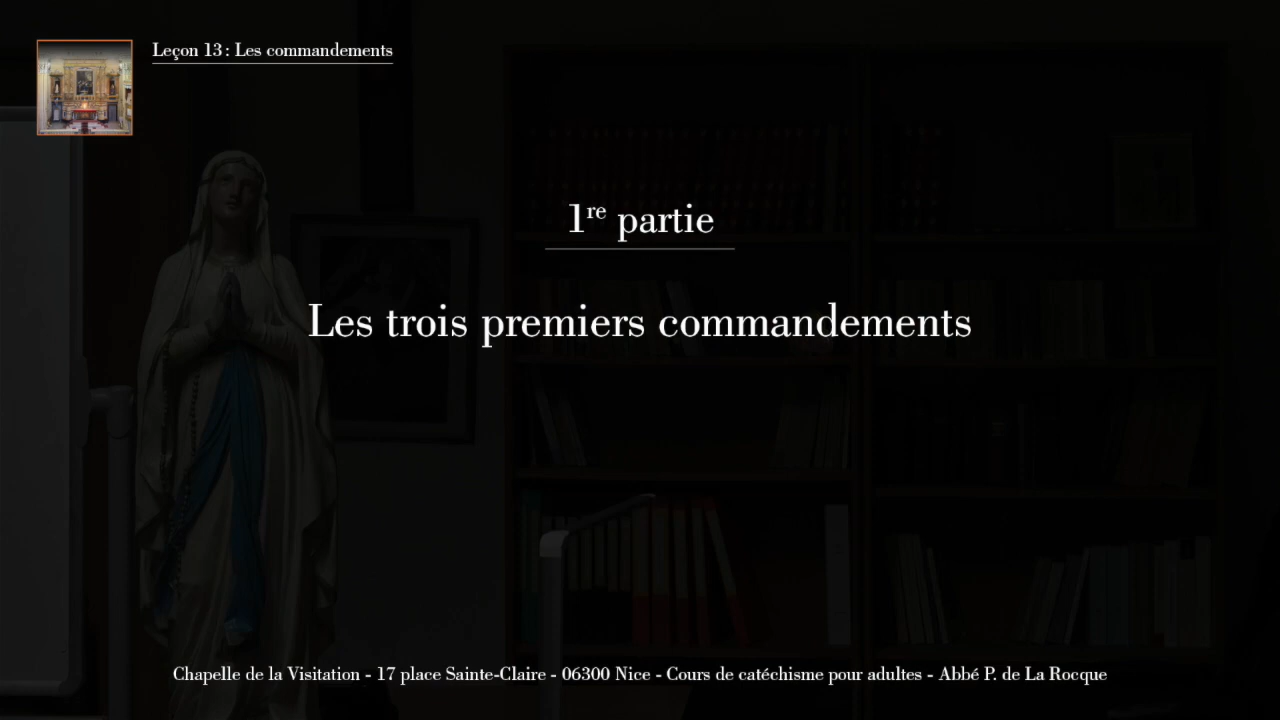 Leçon 13 : Les commandements
1re partie
Les trois premiers commandements
Chapelle de la Visitation - 17 place Sainte-Claire - 06300 Nice - Cours de catéchisme pour adultes - Abbé P. de La Rocque